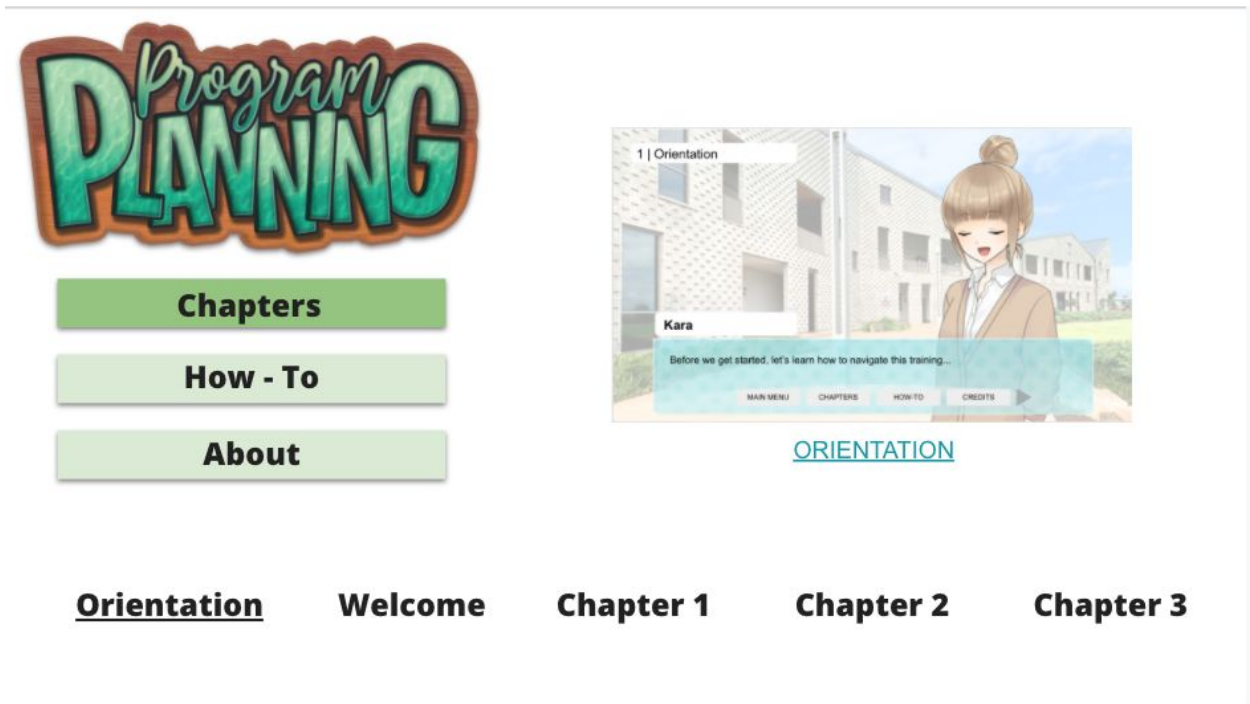 Program
PLANNING
Chapters
How - To
About
1 | Orientation
Kara
Before we get started, let's learn how to navigate this training...
MAIN MENU CHAPTERS HOW-TO CREDITS
ORIENTATION
Orientation Welcome Chapter 1 Chapter 2 Chapter 3